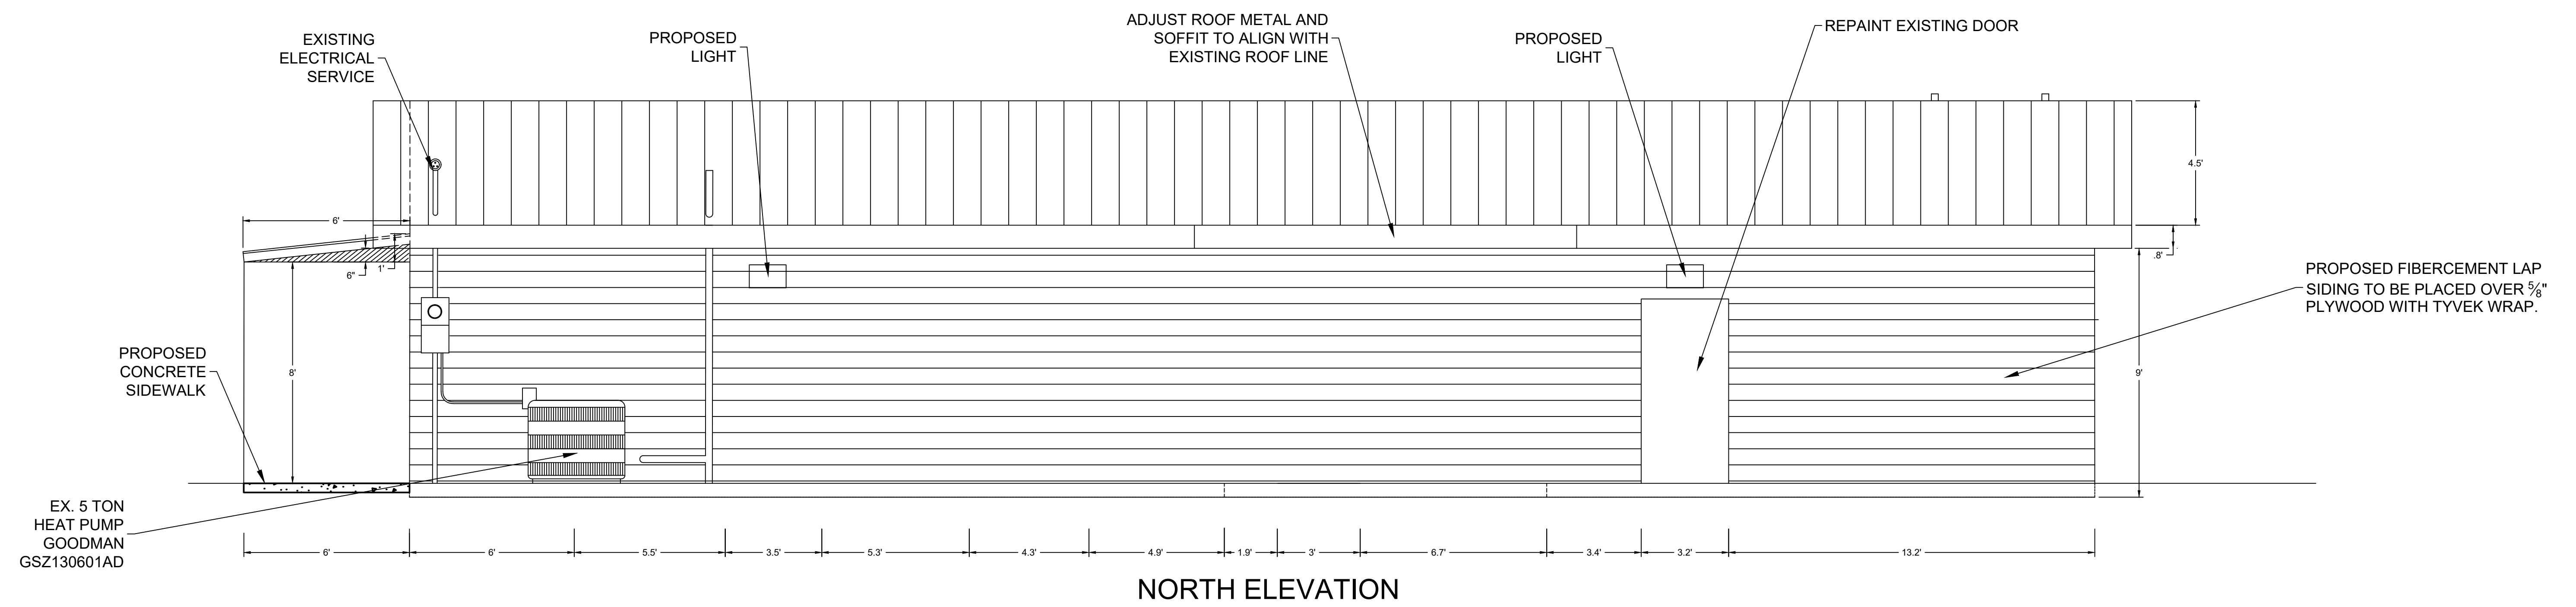 EXISTING
ELECTRICAL
SERVICE
PROPOSED
LIGHT
ADJUST ROOF METAL AND
SOFFIT TO ALIGN WITH
EXISTING ROOF LINE
PROPOSED
LIGHT
REPAINT EXISTING DOOR
4.5'
6'
6"
1'
.8'
PROPOSED FIBERCEMENT LAP
SIDING TO BE PLACED OVER 5/8"
PLYWOOD WITH TYVEK WRAP.
PROPOSED
CONCRETE
SIDEWALK
8'
9'
EX. 5 TON
HEAT PUMP
GOODMAN
GSZ130601AD
6' 6' 5.5' 3.5' 5.3' 4.3' 4.9' 1.9' 3' 6.7' 3.4' 3.2' 13.2'
NORTH ELEVATION